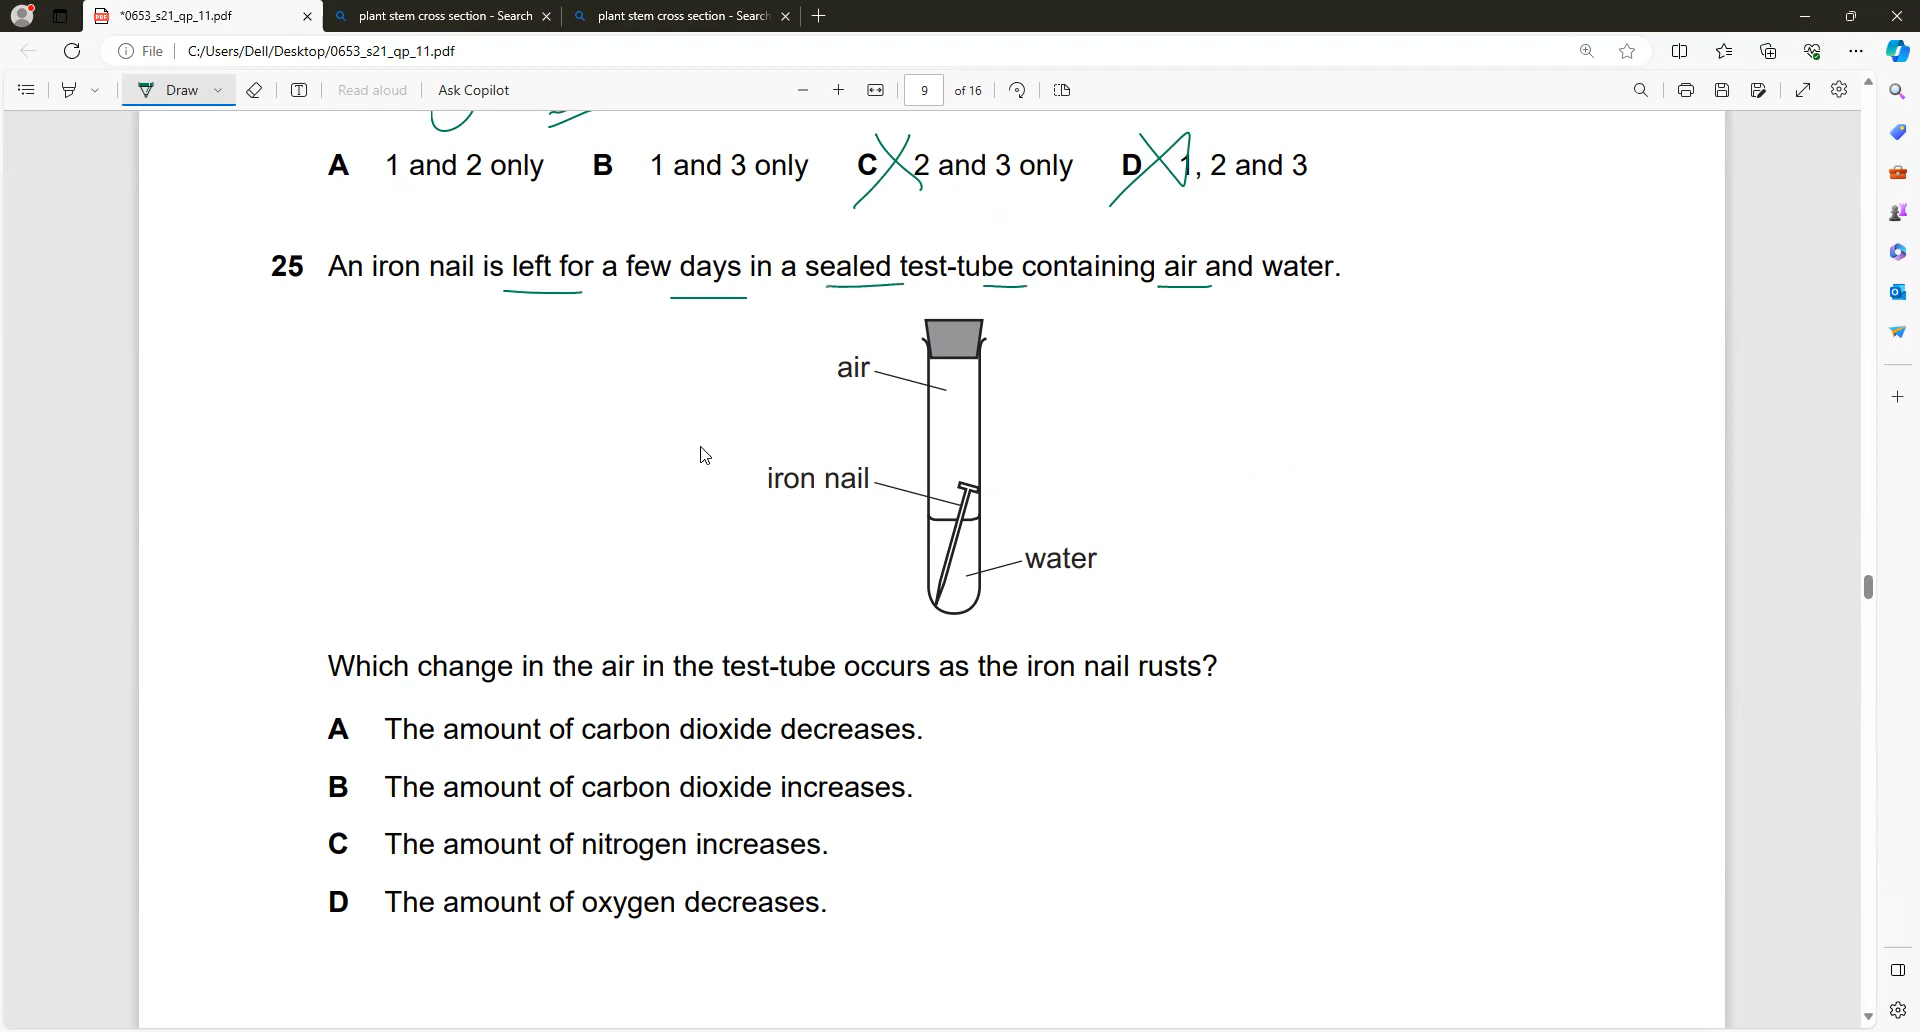 *0653_s21_qp_11.pdf
plant stem cross section - Search
plant stem cross section - Search
File
C:/Users/Dell/Desktop/0653_s21_qp_11.pdf
Draw
Read aloud
Ask Copilot
9 of 16
A 1 and 2 only B 1 and 3 only C 2 and 3 only D 1, 2 and 3
25 An iron nail is left for a few days in a sealed test-tube containing air and water.
air
iron nail
water
Which change in the air in the test-tube occurs as the iron nail rusts?
A The amount of carbon dioxide decreases.
B The amount of carbon dioxide increases.
C The amount of nitrogen increases.
D The amount of oxygen decreases.